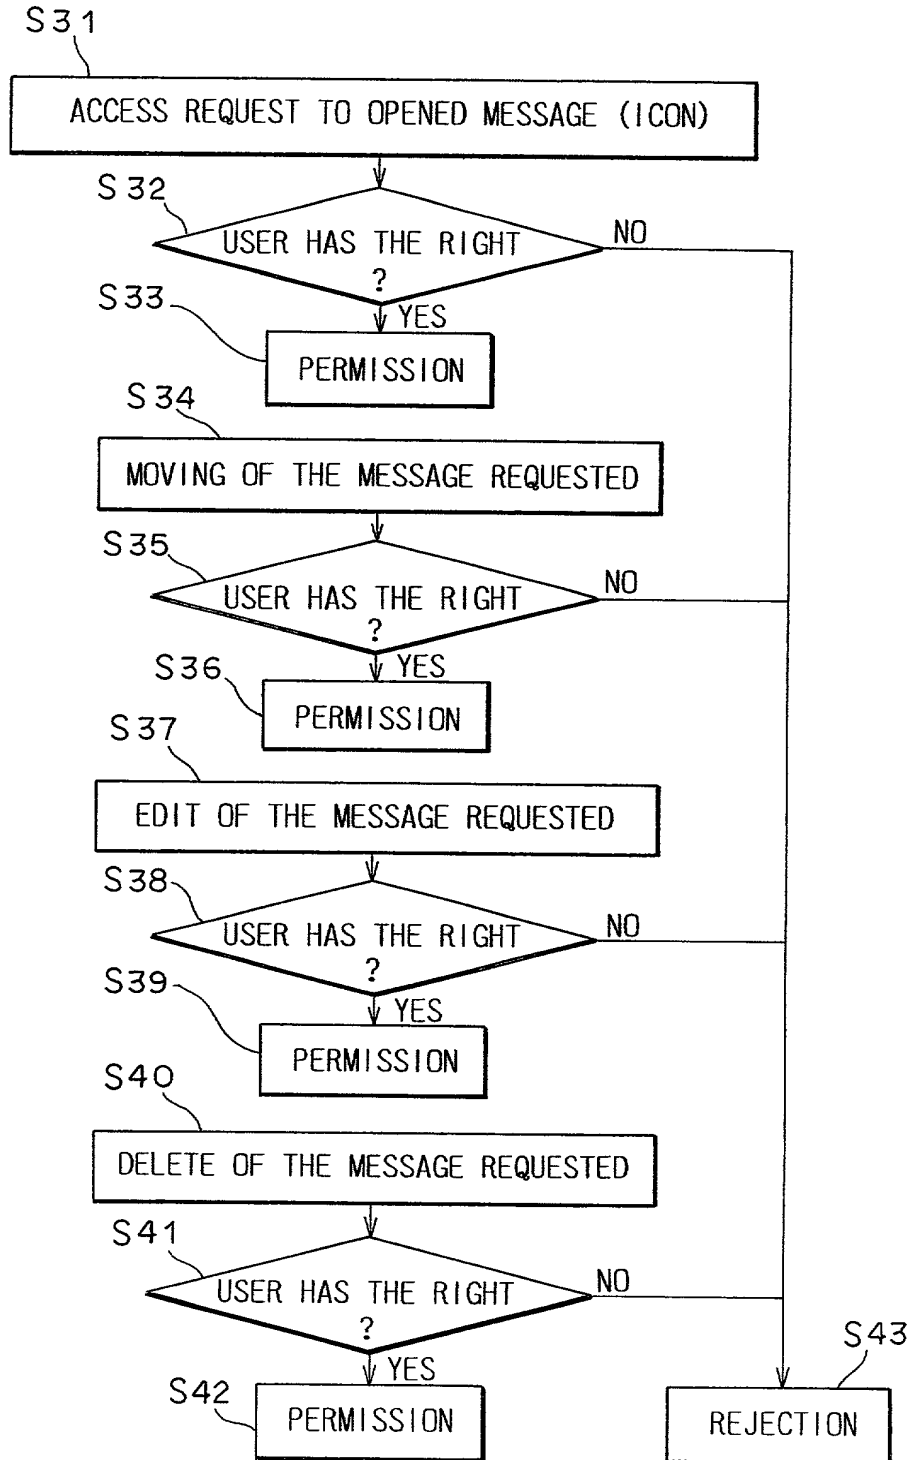 S31
ACCESS REQUEST TO OPENED MESSAGE (ICON)
S32
USER HAS THE RIGHT
?
NO
YES
S33
PERMISSION
S34
MOVING OF THE MESSAGE REQUESTED
S35
USER HAS THE RIGHT
?
NO
YES
S36
PERMISSION
S37
EDIT OF THE MESSAGE REQUESTED
S38
USER HAS THE RIGHT
?
NO
YES
S39
PERMISSION
S40
DELETE OF THE MESSAGE REQUESTED
S41
USER HAS THE RIGHT
?
NO
YES
S42
PERMISSION
S43
REJECTION